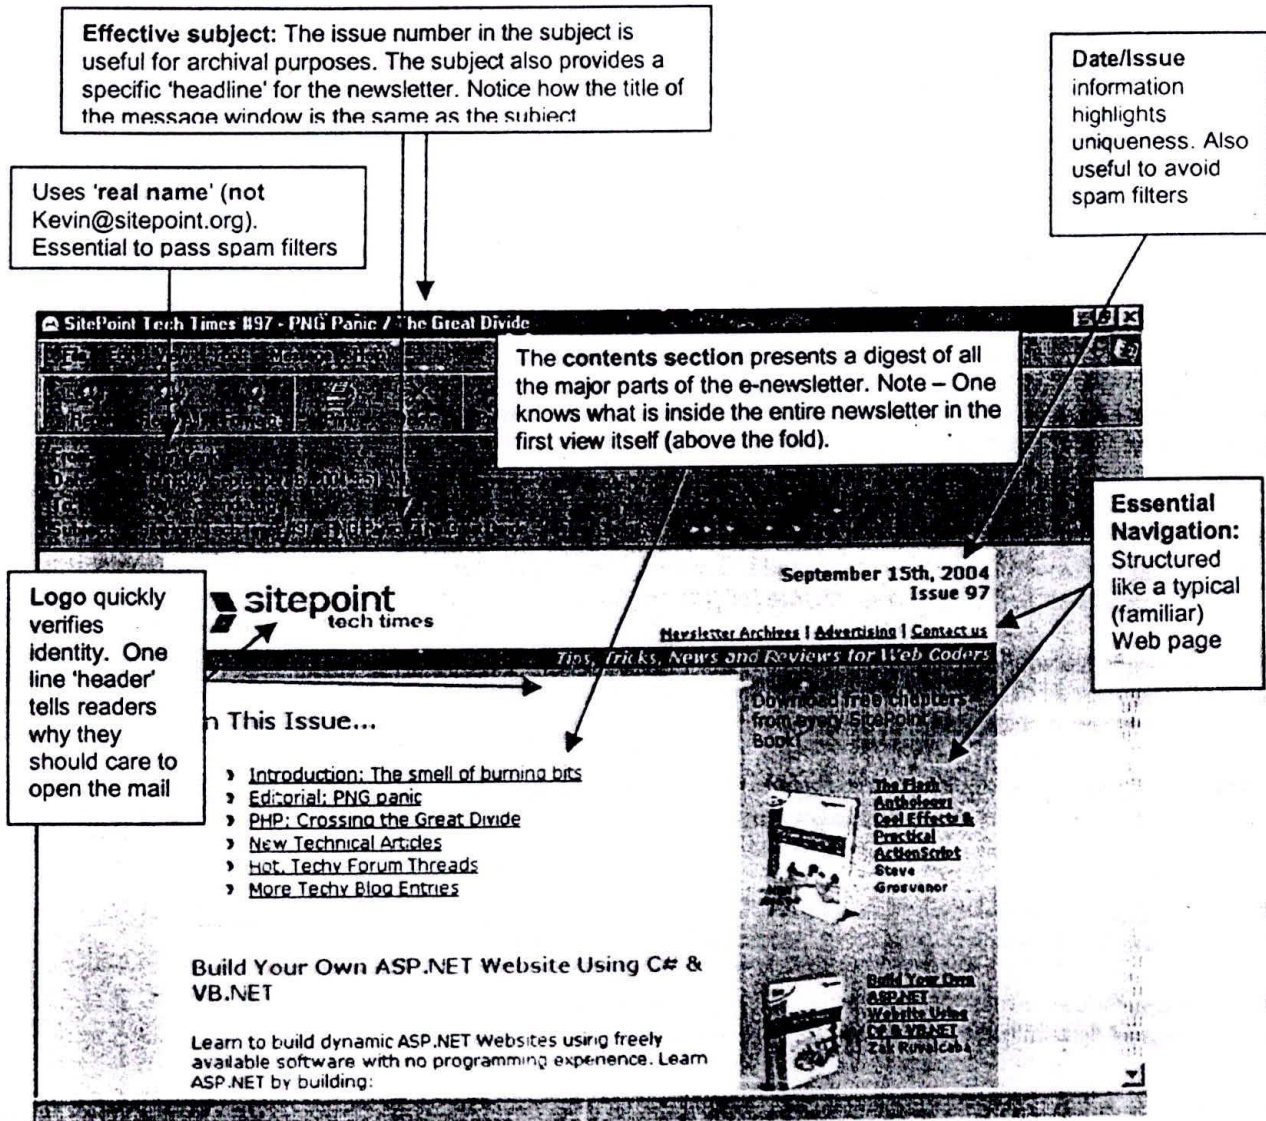 Effective subject: The issue number in the subject is
useful for archival purposes. The subject also provides a
specific 'headline' for the newsletter. Notice how the title of
the message window is the same as the subject
Date/Issue
information
highlights
uniqueness. Also
useful to avoid
spam filters
Uses 'real name' (not
Kevin@sitepoint.org).
Essential to pass spam filters
SitePoint Tech Times #97 - PNG Panic / The Great Divide
The contents section presents a digest of all
the major parts of the e-newsletter. Note – One
knows what is inside the entire newsletter in the
first view itself (above the fold).
Essential
Navigation:
Structured
like a typical
(familiar)
Web page
Logo quickly
verifies
identity. One
line 'header'
tells readers
why they
should care to
open the mail
sitepoint
tech times
September 15th, 2004
Issue 97
Newsletter Archives | Advertising | Contact us
Tips, Tricks, News and Reviews for Web Coders
n This Issue...
Introduction: The smell of burning bits
Editorial: PNG panic
PHP: Crossing the Great Divide
New Technical Articles
Hot, Techy Forum Threads
More Techy Blog Entries
Download free chapters
from every SitePoint
Book!
The Flash
Anthology:
Cool Effects &
Practical
ActionScript
Steve
Grosvenor
Build Your Own ASP.NET Website Using C# &
VB.NET
Learn to build dynamic ASP.NET Websites using freely
available software with no programming experience. Learn
ASP.NET by building:
Build Your Own
ASP.NET
Website Using
C# & VB.NET
Zak Ruvalcaba